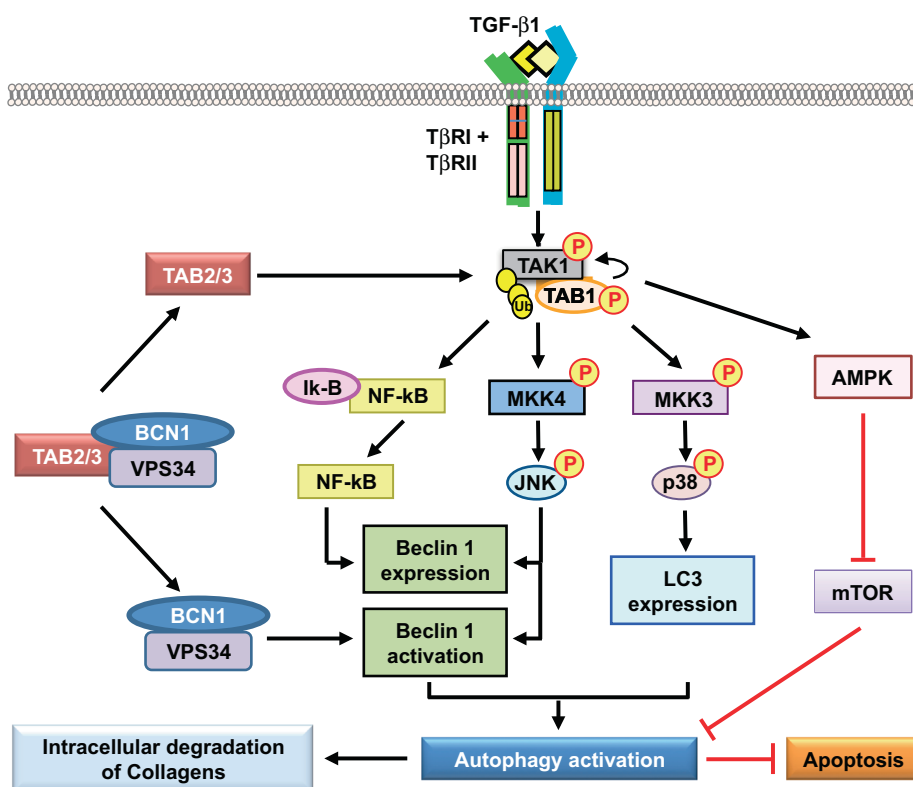 TGF-β1
TβRI +
TβRII
P
TAK1
TAB2/3
TAB1
P
Ub
P
P
Ik-B
NF-kB
MKK4
MKK3
AMPK
BCN1
TAB2/3
VPS34
P
P
NF-kB
JNK
p38
Beclin 1
expression
LC3
expression
mTOR
BCN1
VPS34
Beclin 1
activation
Intracellular degradation
of Collagens
Autophagy activation
Apoptosis